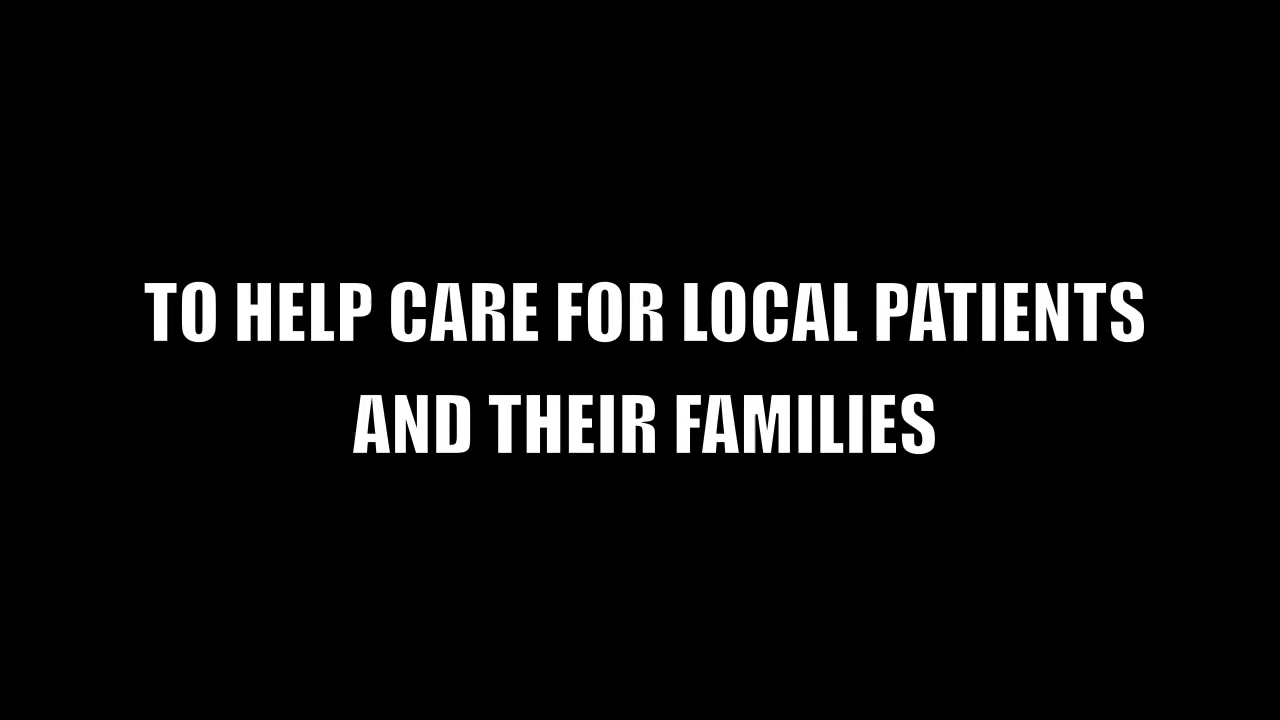 TO HELP CARE FOR LOCAL PATIENTS
AND THEIR FAMILIES